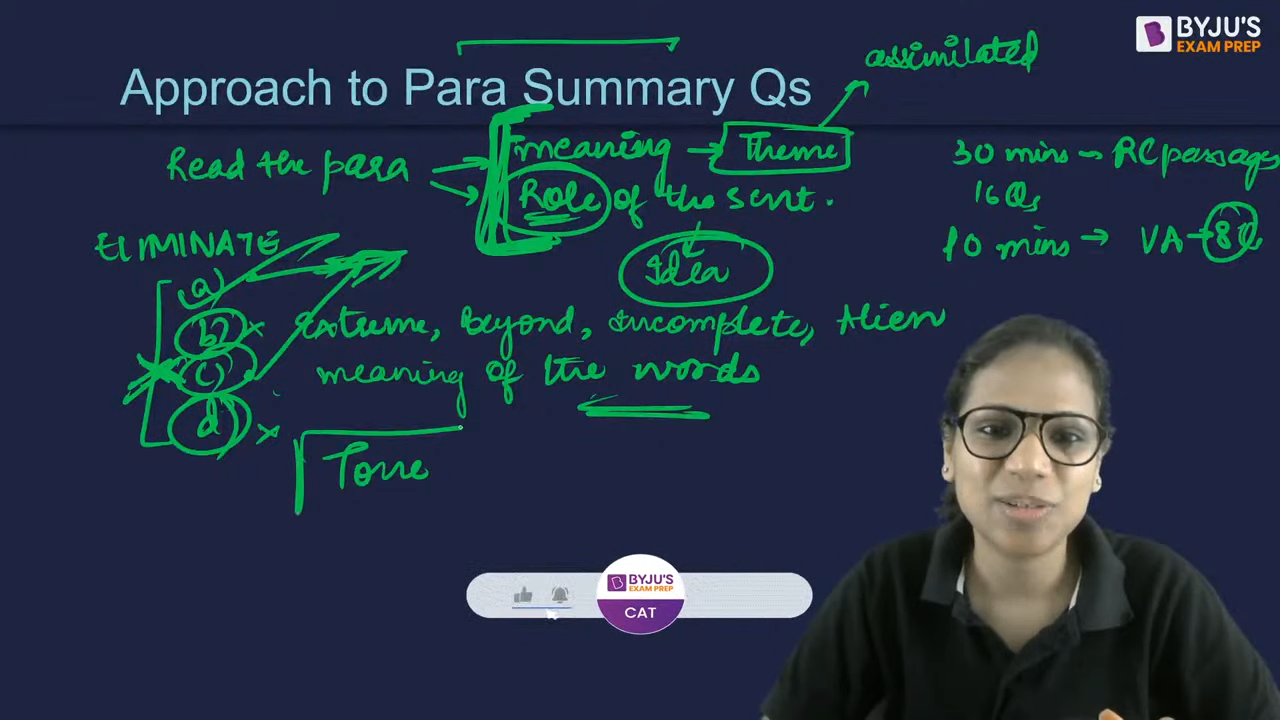 BYJU'S
EXAM PREP
assimilated
Approach to Para Summary Qs
Read the para
meaning → Theme
Role of the sent.
Idea
30 mins → RC passages
16 Qs
10 mins → VA - 8 Q
ELIMINATE
(a)
b) × Extreme, Beyond, Incomplete, Alien
c) meaning of the words
d ×
Tone
BYJU'S
EXAM PREP
CAT